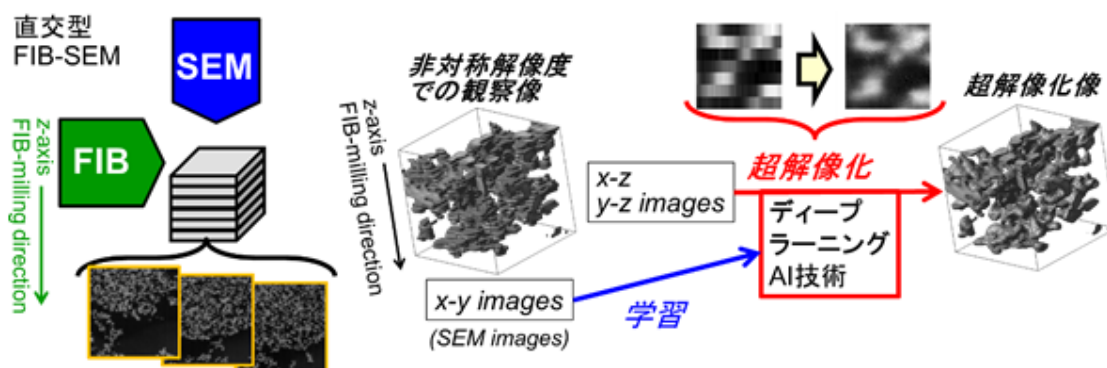 直交型
FIB-SEM
SEM
FIB
z-axis
FIB-milling direction
非対称解像度
での観察像
z-axis
FIB-milling direction
x-y images
(SEM images)
x-z
y-z images
学習
超解像化
ディープ
ラーニング
AI技術
超解像化像